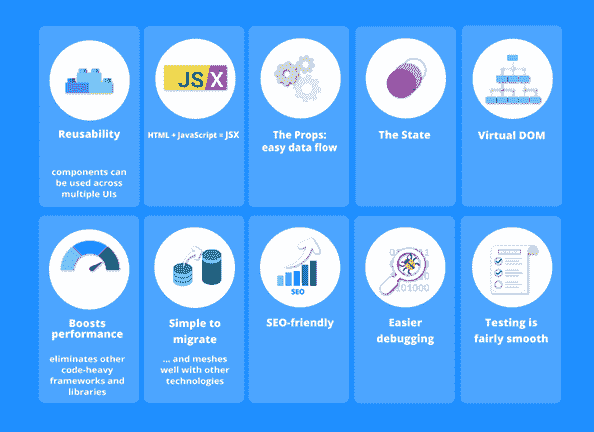 JSX
Reusability
components can
be used across
multiple UIs
HTML + JavaScript = JSX
The Props:
easy data flow
The State
Virtual DOM
Boosts
performance
eliminates other
code-heavy
frameworks and
libraries
Simple to
migrate
... and meshes
well with other
technologies
SEO
SEO-friendly
101000
Easier
debugging
Testing is
fairly smooth